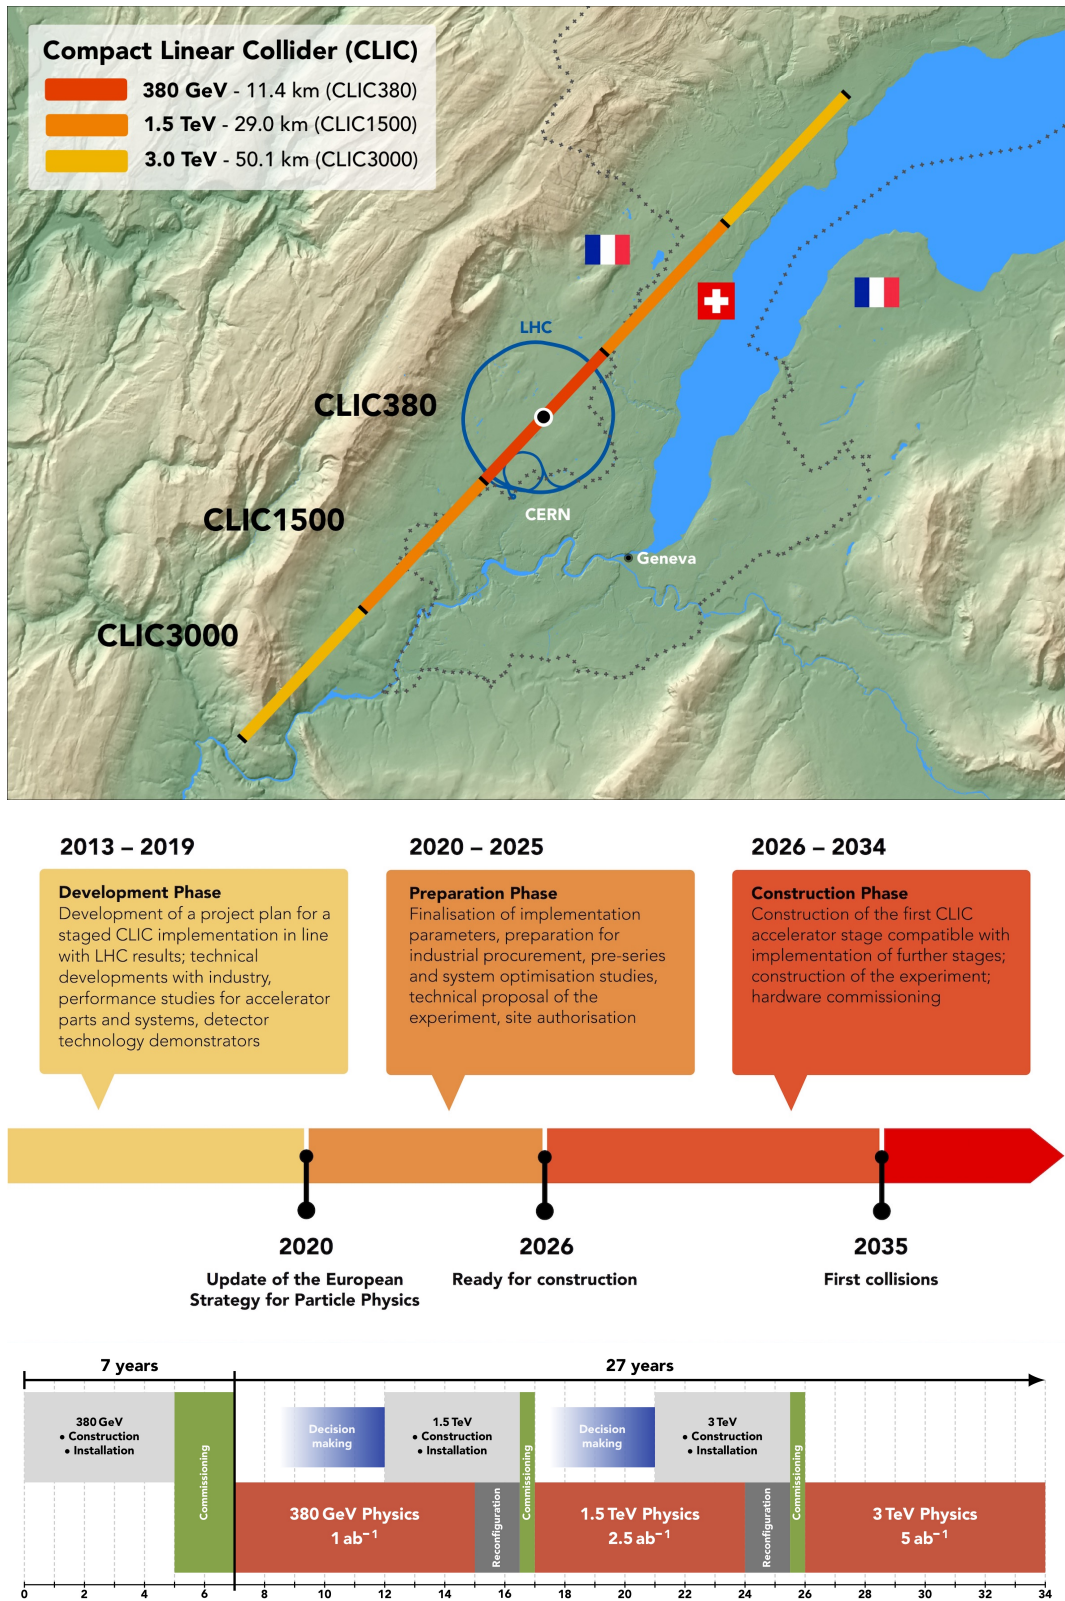 Compact Linear Collider (CLIC)
380 GeV - 11.4 km (CLIC380)
1.5 TeV - 29.0 km (CLIC1500)
3.0 TeV - 50.1 km (CLIC3000)
LHC
CLIC380
CLIC1500
CERN
Geneva
CLIC3000
2013 – 2019
Development Phase
Development of a project plan for a
staged CLIC implementation in line
with LHC results; technical
developments with industry,
performance studies for accelerator
parts and systems, detector
technology demonstrators
2020 – 2025
Preparation Phase
Finalisation of implementation
parameters, preparation for
industrial procurement, pre-series
and system optimisation studies,
technical proposal of the
experiment, site authorisation
2026 – 2034
Construction Phase
Construction of the first CLIC
accelerator stage compatible with
implementation of further stages;
construction of the experiment;
hardware commissioning
2020
Update of the European
Strategy for Particle Physics
2026
Ready for construction
2035
First collisions
7 years
27 years
380 GeV
• Construction
• Installation
Commissioning
Decision
making
1.5 TeV
• Construction
• Installation
Commissioning
Decision
making
3 TeV
• Construction
• Installation
Commissioning
380 GeV Physics
1 ab⁻¹
Reconfiguration
1.5 TeV Physics
2.5 ab⁻¹
Reconfiguration
3 TeV Physics
5 ab⁻¹
0 2 4 6 8 10 12 14 16 18 20 22 24 26 28 30 32 34